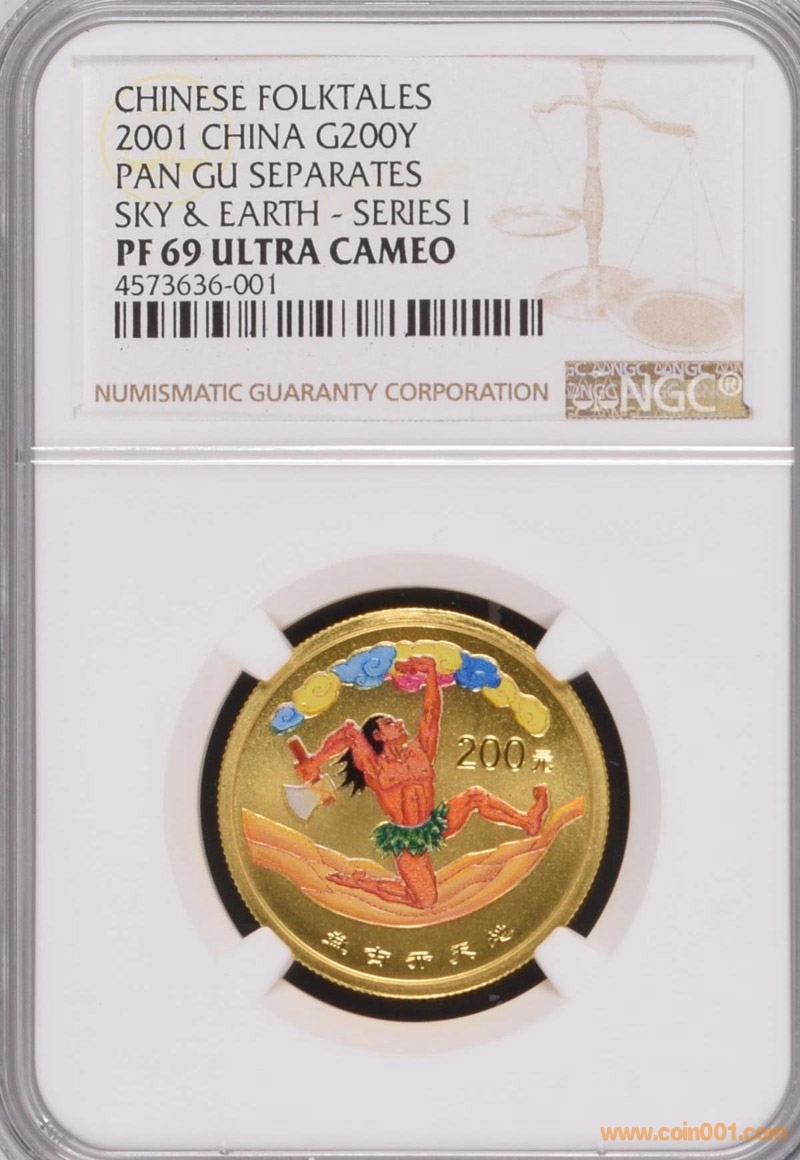 CHINESE FOLKTALES
2001 CHINA G200Y
PAN GU SEPARATES
SKY & EARTH - SERIES I
PF 69 ULTRA CAMEO
4573636-001
NUMISMATIC GUARANTY CORPORATION
NGC®
200元
盘古开天地
www.coin001.com